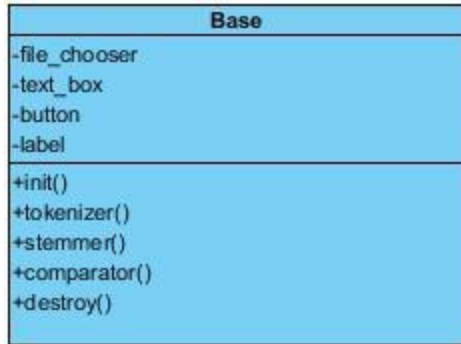 Base
-file_chooser
-text_box
-button
-label
+init()
+tokenizer()
+stemmer()
+comparator()
+destroy()